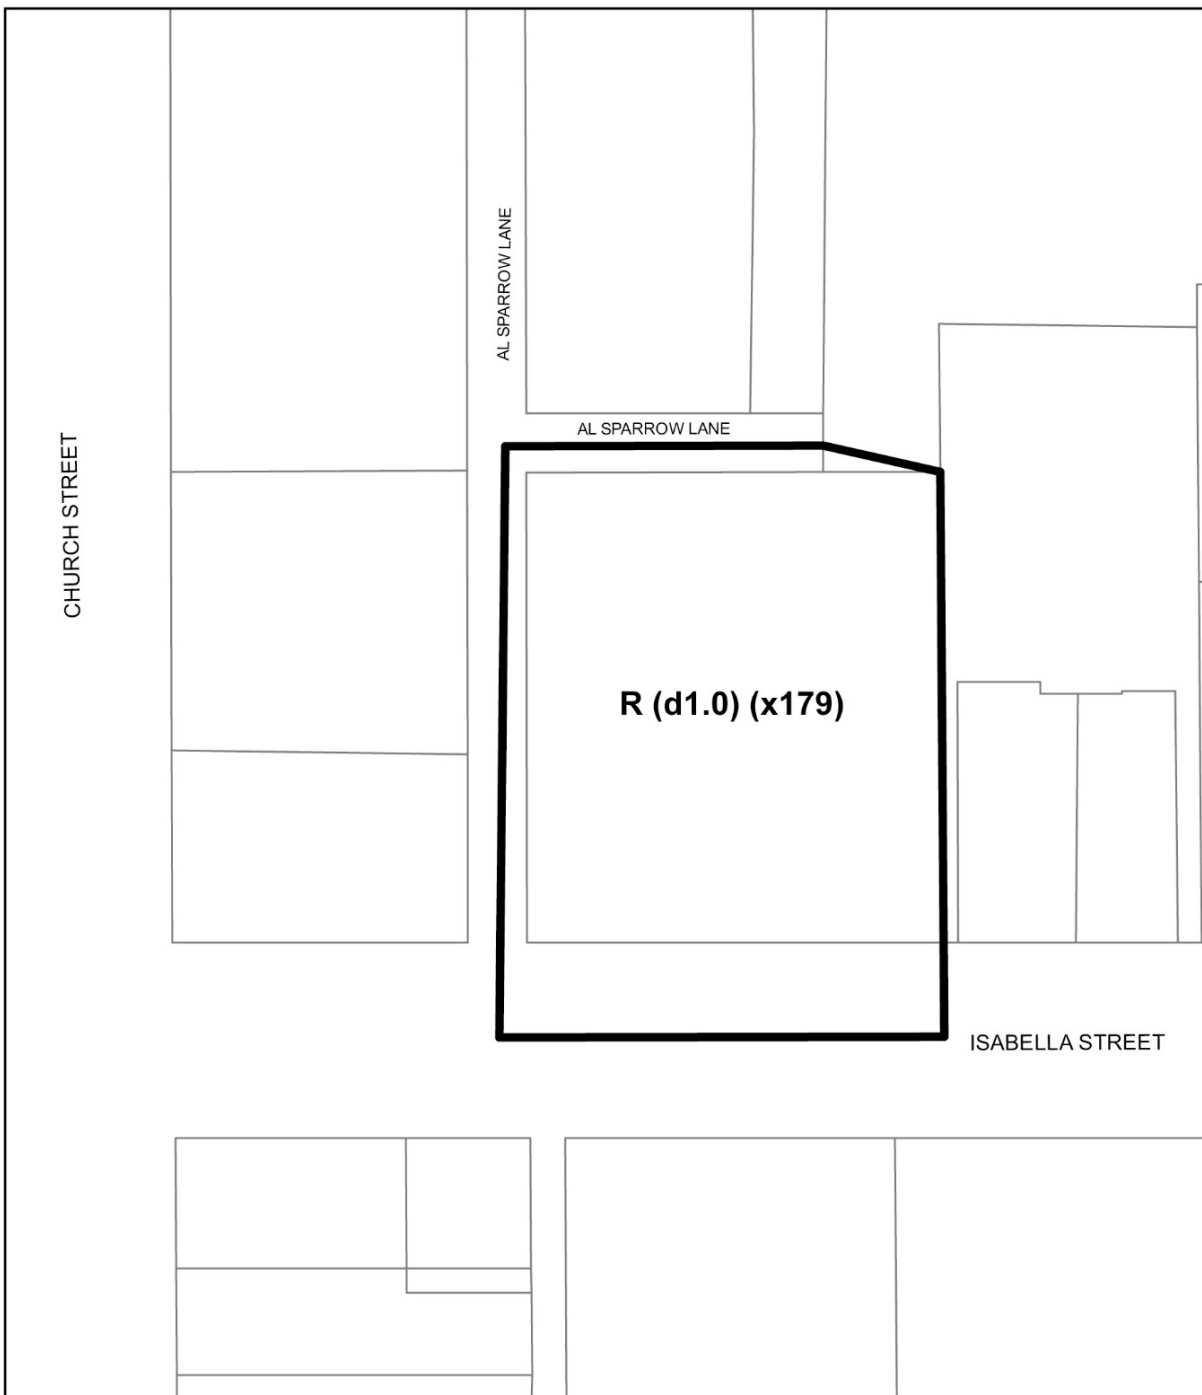 AL SPARROW LANE
AL SPARROW LANE
CHURCH STREET
R (d1.0) (x179)
ISABELLA STREET